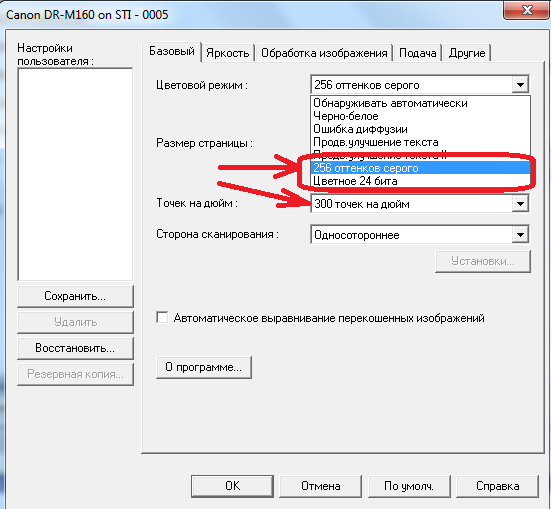 Canon DR-M160 on STI - 0005
Настройки
пользователя :
Базовый
Яркость
Обработка изображения
Подача
Другие
Цветовой режим :
256 оттенков серого
Обнаруживать автоматически
Черно-белое
Ошибка диффузии
Размер страницы :
Продв.улучшение текста
Продв.улучшение текста II
256 оттенков серого
Цветное 24 бита
Точек на дюйм :
300 точек на дюйм
Сторона сканирования :
Односотороннее
Установки...
Сохранить...
Удалить
Восстановить...
Резервная копия...
Автоматическое выравнивание перекошенных изображений
О программе...
OK
Отмена
По умолч.
Справка